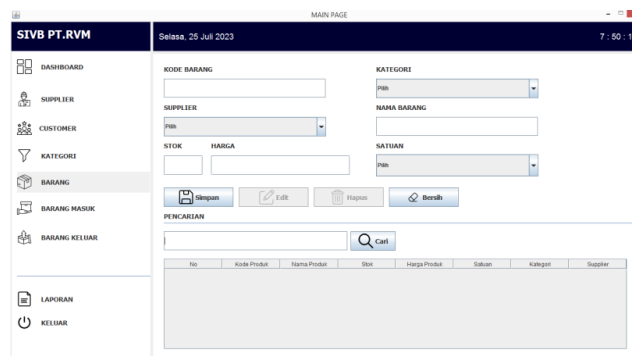 MAIN PAGE
SIVB PT.RVM
Selasa, 25 Juli 2023
7 : 50 : 1
DASHBOARD
SUPPLIER
CUSTOMER
KATEGORI
BARANG
BARANG MASUK
BARANG KELUAR
LAPORAN
KELUAR
KODE BARANG
KATEGORI
Pilih
SUPPLIER
NAMA BARANG
Pilih
STOK
HARGA
SATUAN
Pilih
Simpan
Edit
Hapus
Bersih
PENCARIAN
Cari
No
Kode Produk
Nama Produk
Stok
Harga Produk
Satuan
Kategori
Supplier